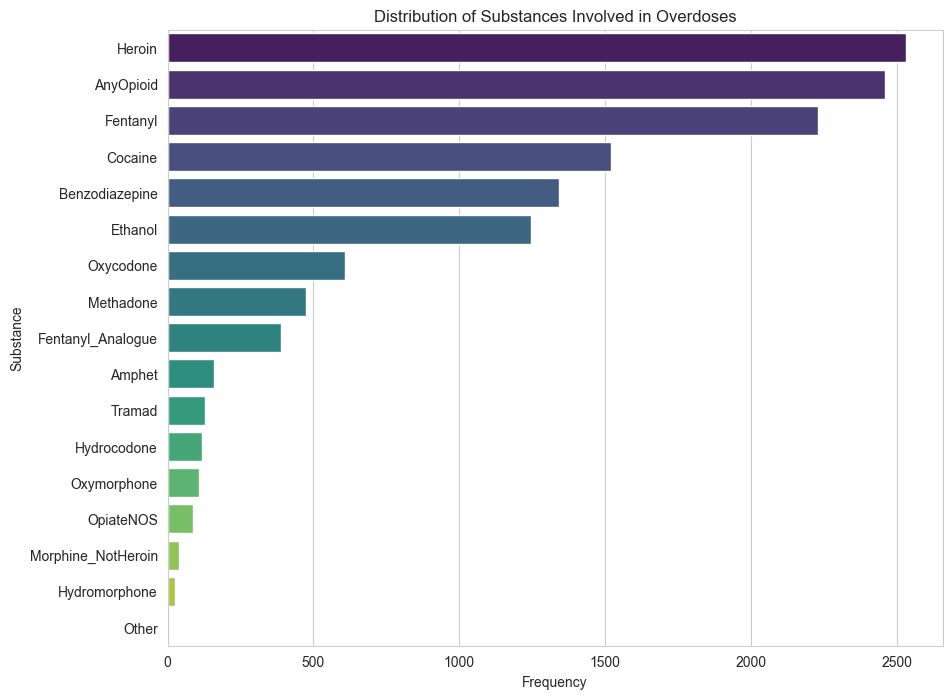 Distribution of Substances Involved in Overdoses
Heroin
AnyOpioid
Fentanyl
Cocaine
Benzodiazepine
Ethanol
Oxycodone
Methadone
Fentanyl_Analogue
Amphet
Tramad
Hydrocodone
Oxymorphone
OpiateNOS
Morphine_NotHeroin
Hydromorphone
Other
Substance
0 500 1000 1500 2000 2500
Frequency